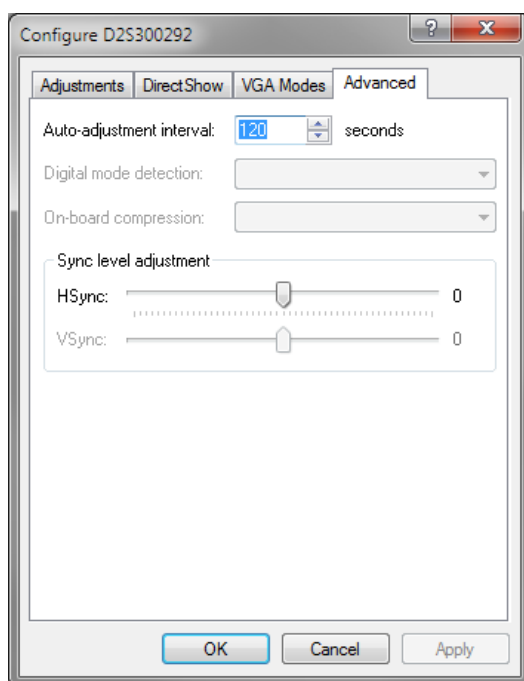 Configure D2S300292
?
Adjustments DirectShow VGA Modes Advanced
Auto-adjustment interval: 120 seconds
Digital mode detection:
On-board compression:
Sync level adjustment
HSync: 0
VSync: 0
OK Cancel Apply